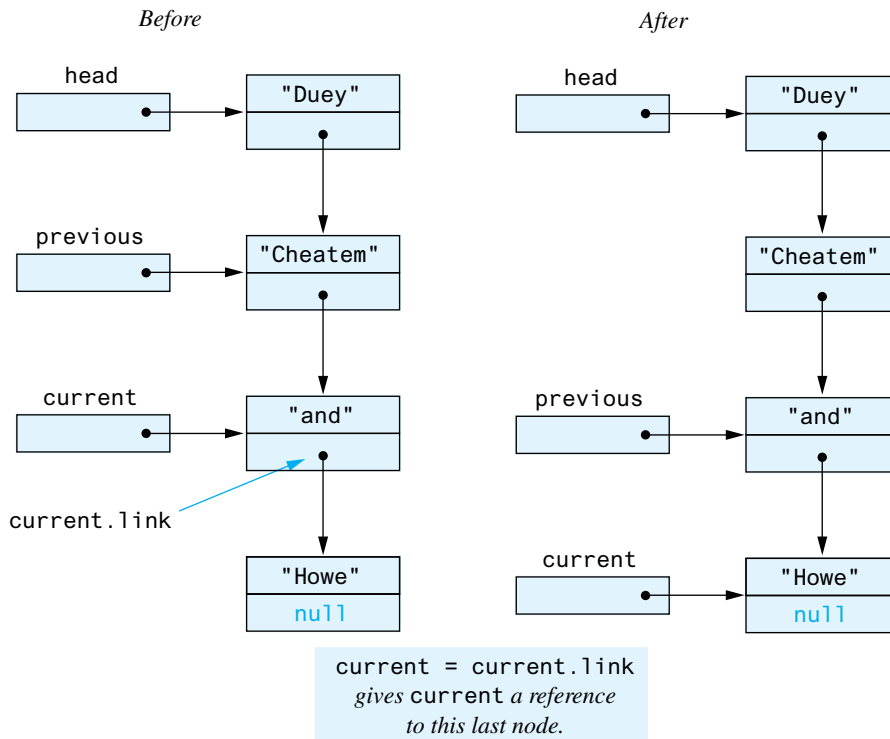 Before
head
"Duey"
previous
"Cheatem"
current
"and"
current.link
"Howe"
null
After
head
"Duey"
"Cheatem"
previous
"and"
current
"Howe"
null
current = current.link
gives current a reference
to this last node.